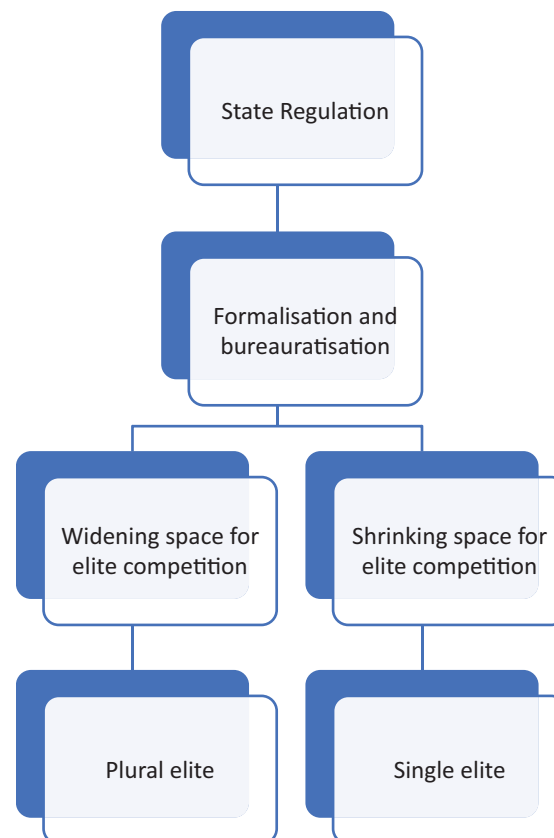 State Regulation
Formalisation and
bureauratisation
Widening space for
elite competition
Shrinking space for
elite competition
Plural elite
Single elite